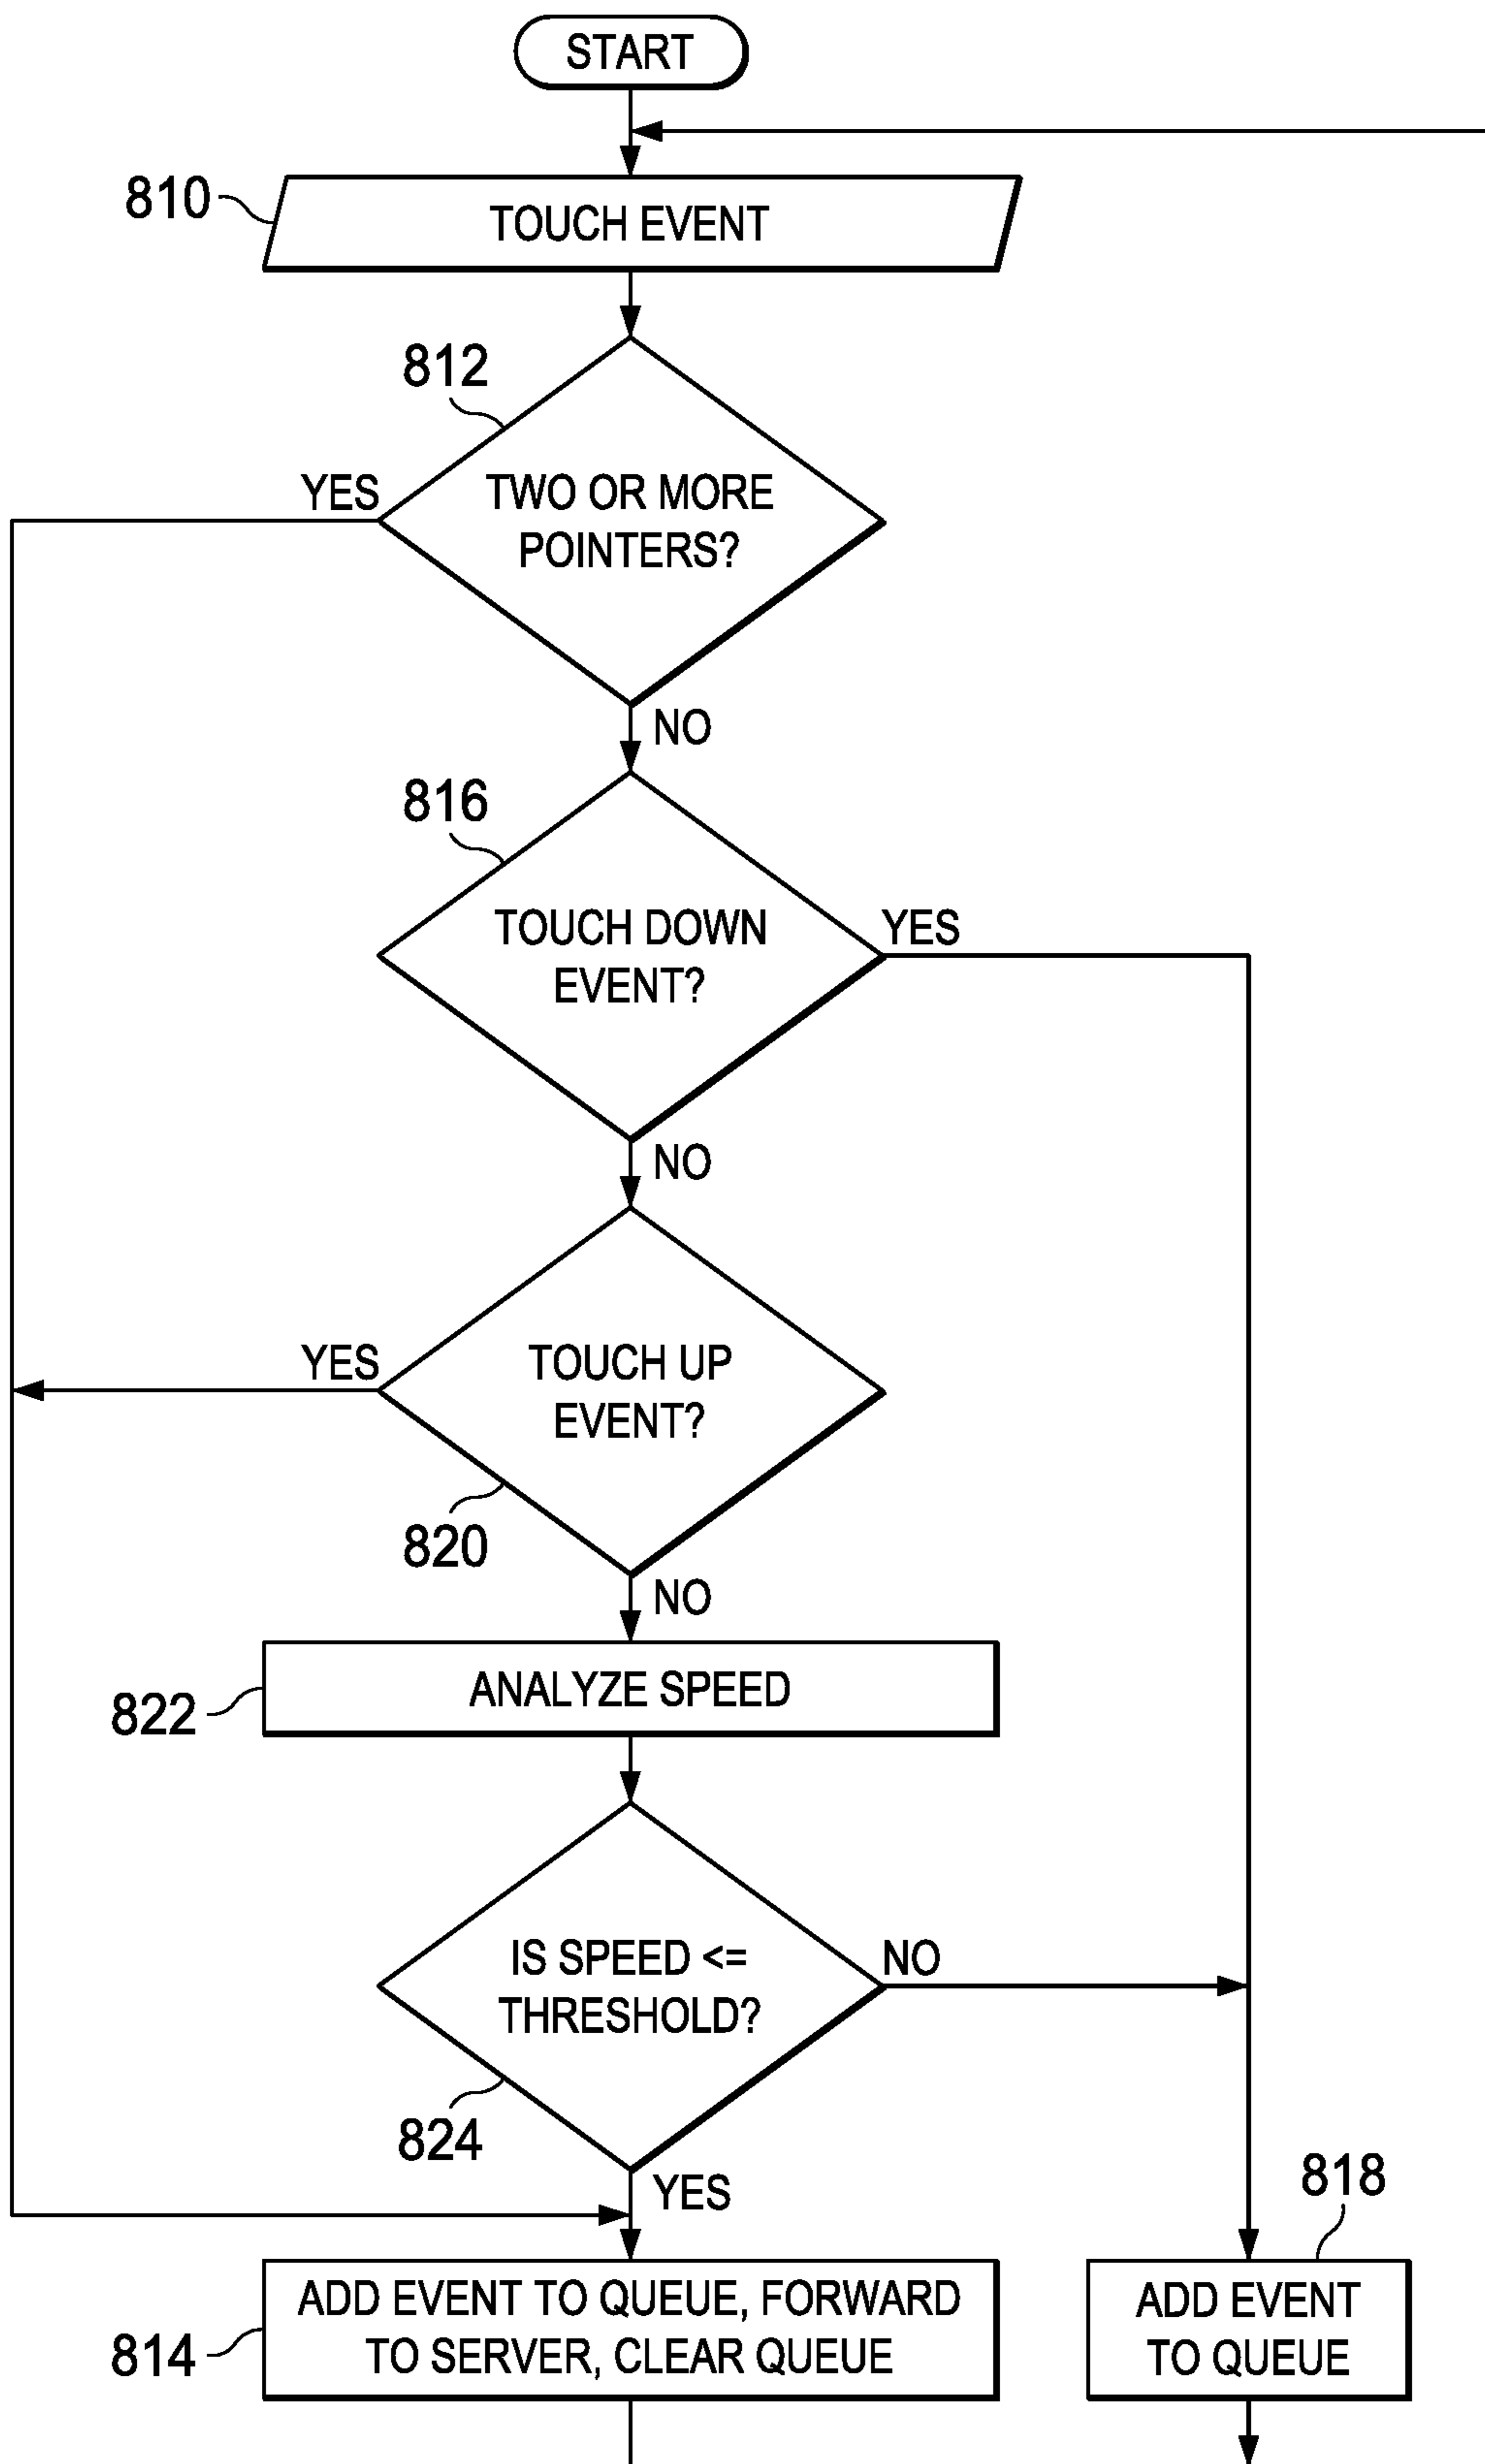 START
810
TOUCH EVENT
812
YES
TWO OR MORE
POINTERS?
NO
816
TOUCH DOWN
EVENT?
YES
NO
YES
TOUCH UP
EVENT?
820
NO
822
ANALYZE SPEED
IS SPEED <=
THRESHOLD?
NO
824
YES
818
814
ADD EVENT TO QUEUE, FORWARD
TO SERVER, CLEAR QUEUE
ADD EVENT
TO QUEUE